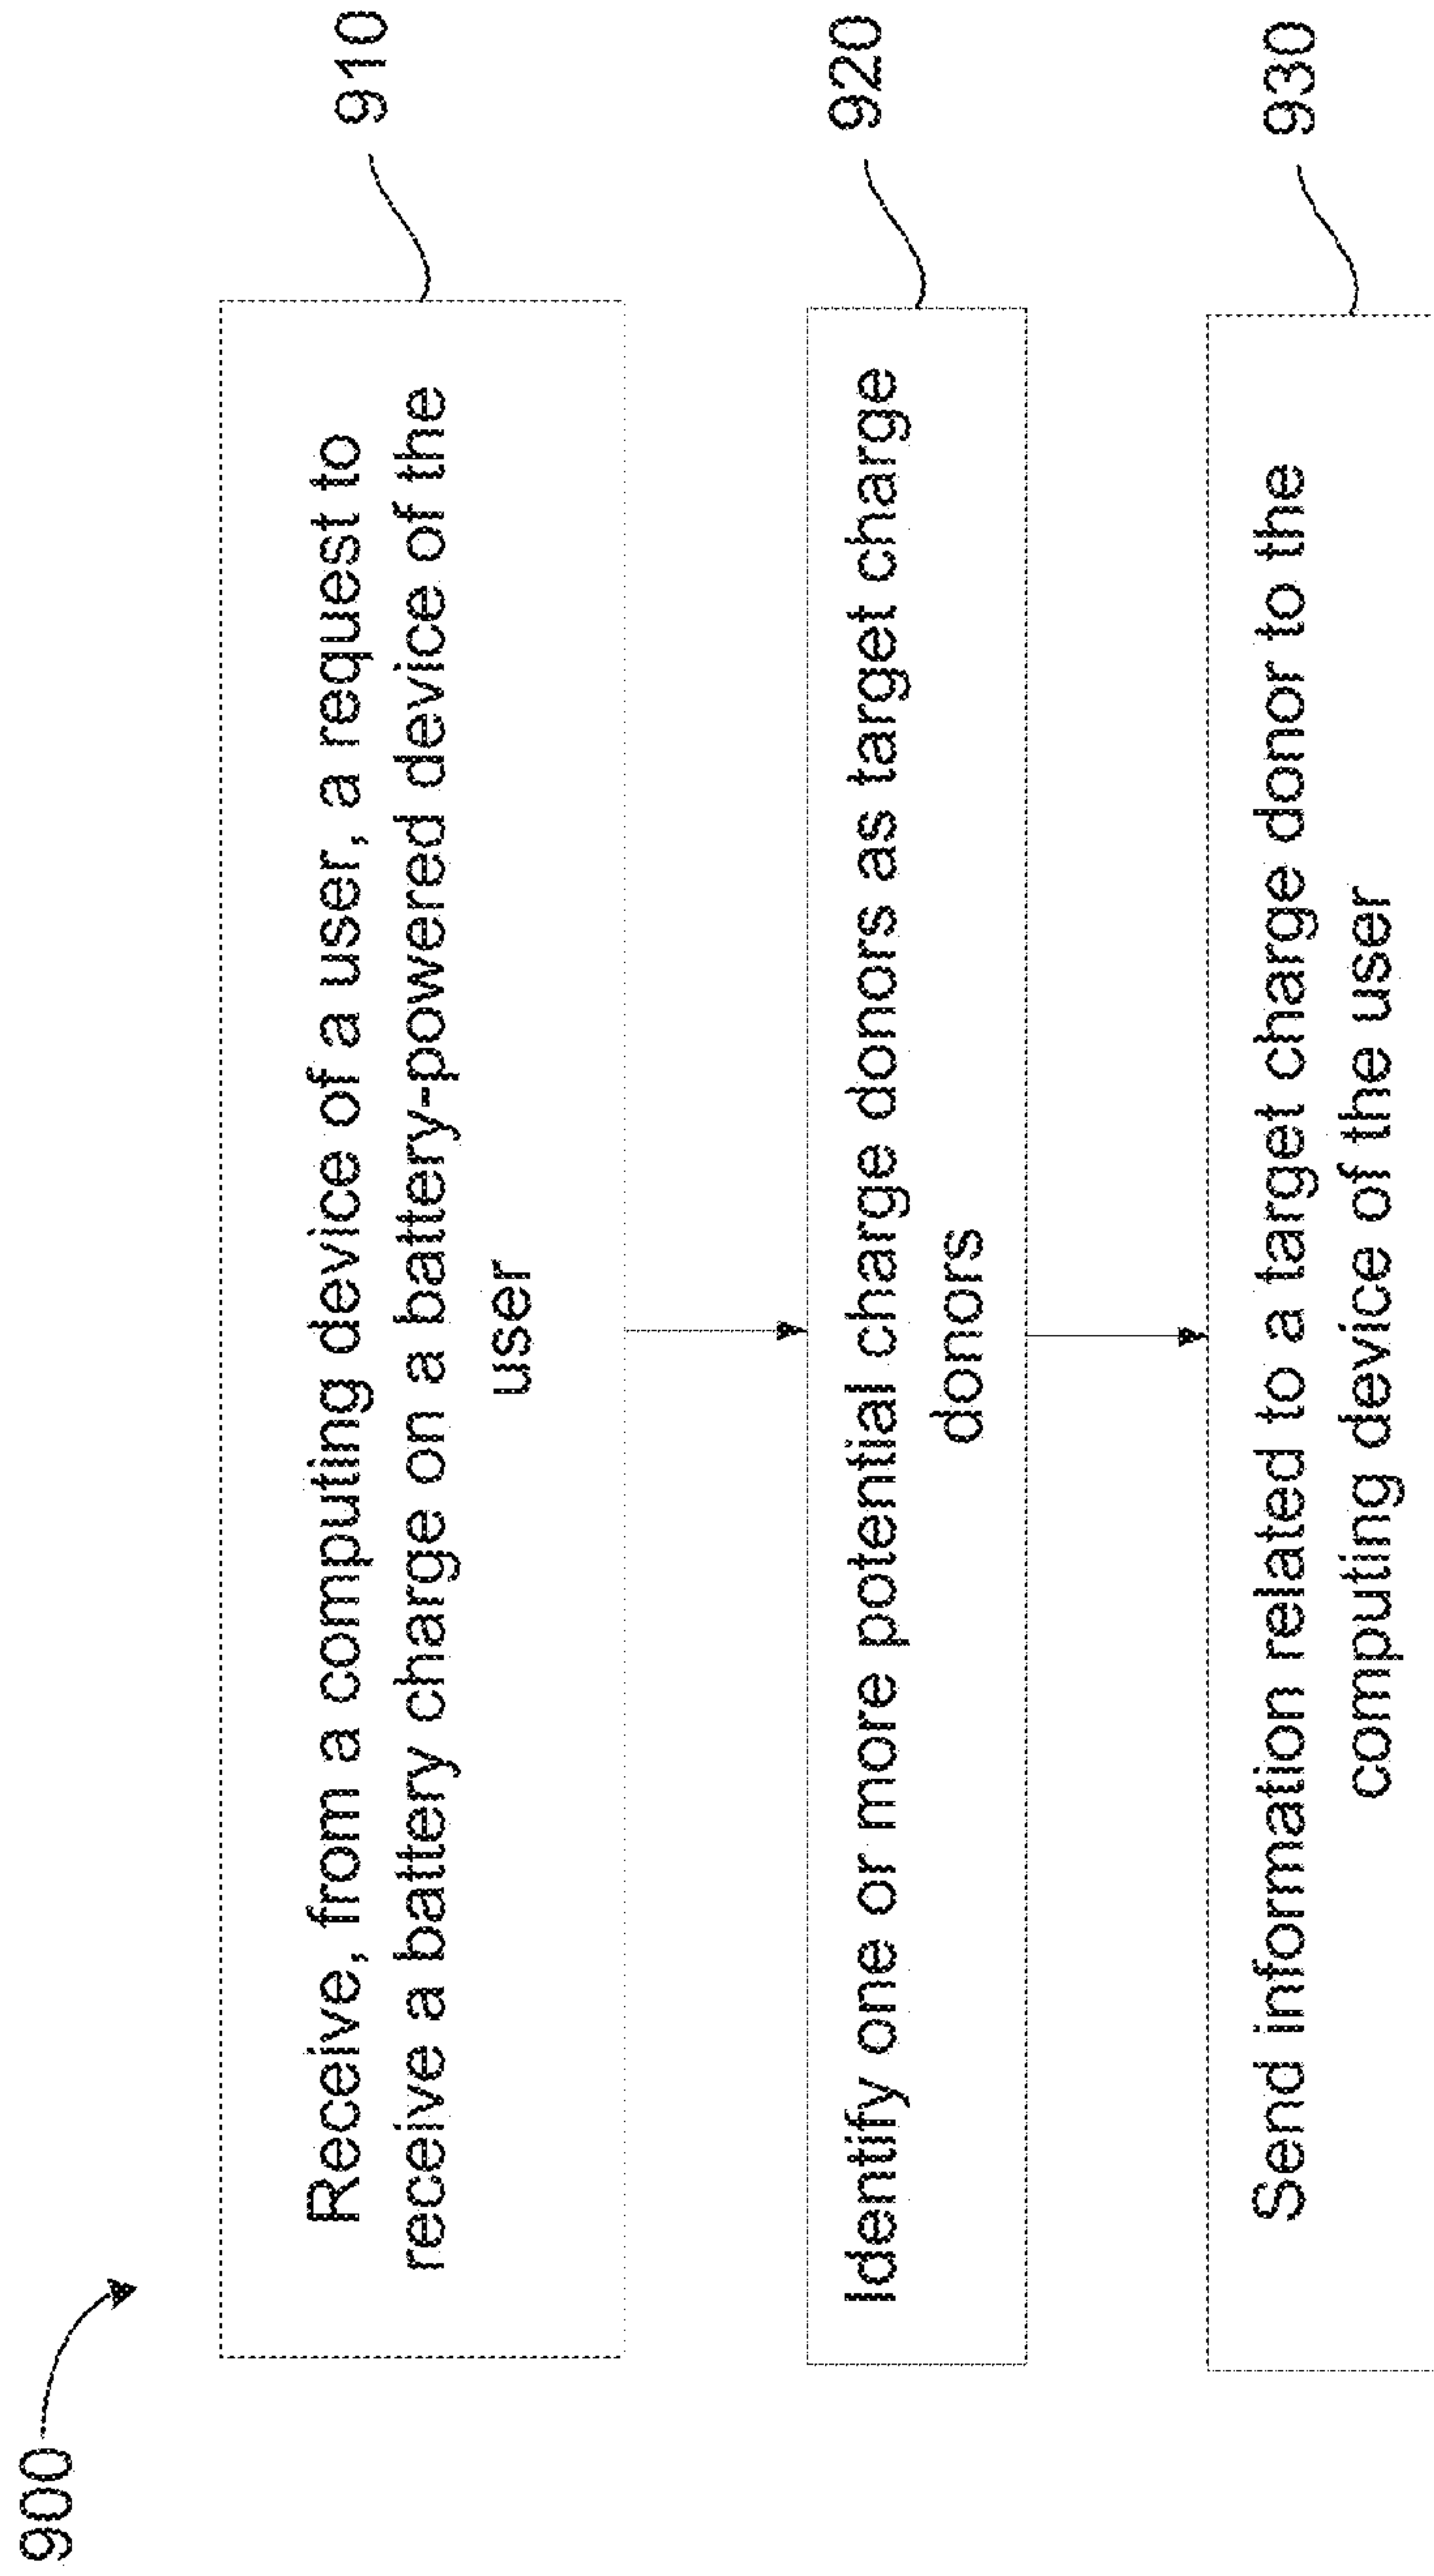 900
Receive, from a computing device of a user, a request to
receive a battery charge on a battery-powered device of the
user
910
Identify one or more potential charge donors as target charge
donors
920
Send information related to a target charge donor to the
computing device of the user
930